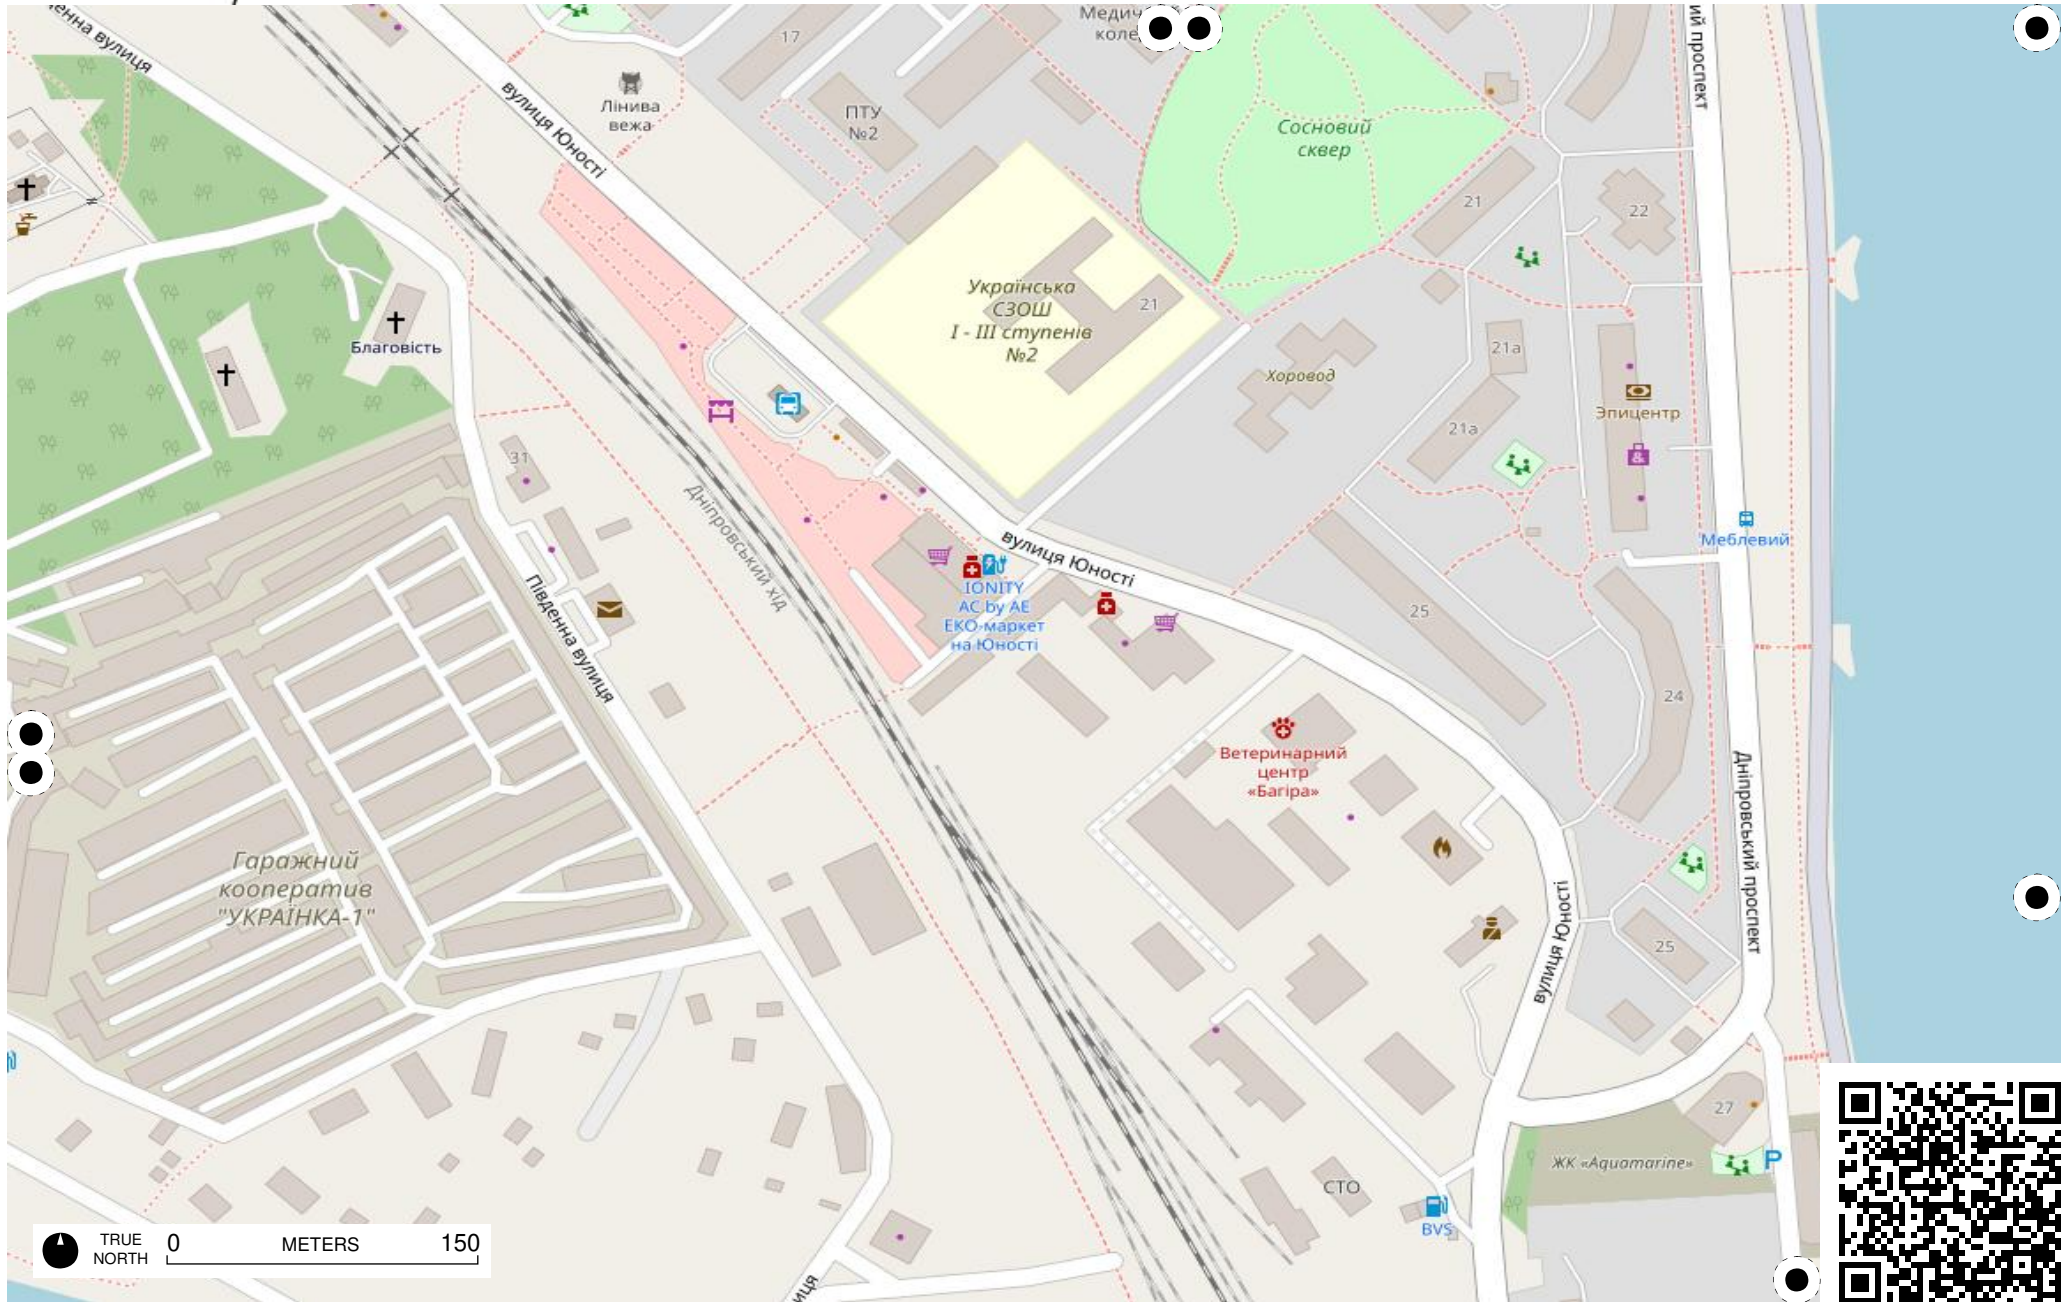 17
вулиця Юності
Лінива
вежа
ПТУ
№2
Сосновий
сквер
21
22
Українська
СЗОШ
І - ІІІ ступенів
№2
21
Благовість
Хоровод
21а
21а
Эпицентр
31
Дніпровський хід
Меблевий
вулиця Юності
IONITY
AC by AE
ЕКО-маркет
на Юності
Південна вулиця
25
24
Ветеринарний
центр
«Багіра»
Дніпровський проспект
Гаражний
кооператив
"УКРАЇНКА-1"
вулиця Юності
25
27
ЖК «Aquamarine»
P
СТО
BVS
TRUE
NORTH
0 METERS 150